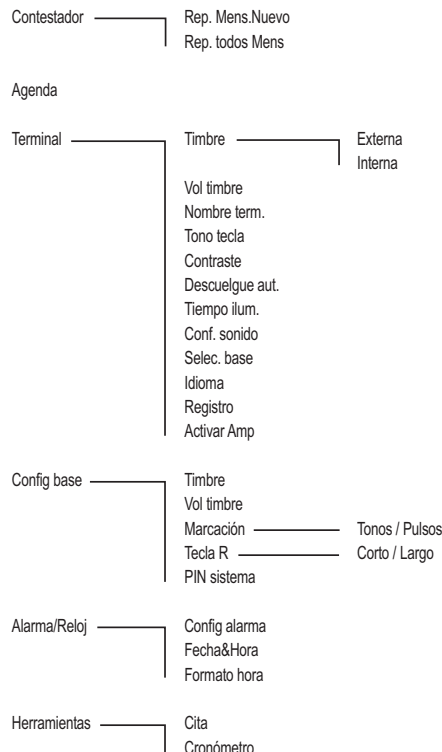 Contestador Rep. Mens.Nuevo
Rep. todos Mens
Agenda
Terminal Timbre Externa
Interna
Vol timbre
Nombre term.
Tono tecla
Contraste
Descuelgue aut.
Tiempo ilum.
Conf. sonido
Selec. base
Idioma
Registro
Activar Amp
Config base Timbre
Vol timbre
Marcación Tonos / Pulsos
Tecla R Corto / Largo
PIN sistema
Alarma/Reloj Config alarma
Fecha&Hora
Formato hora
Herramientas Cita
Cronómetro